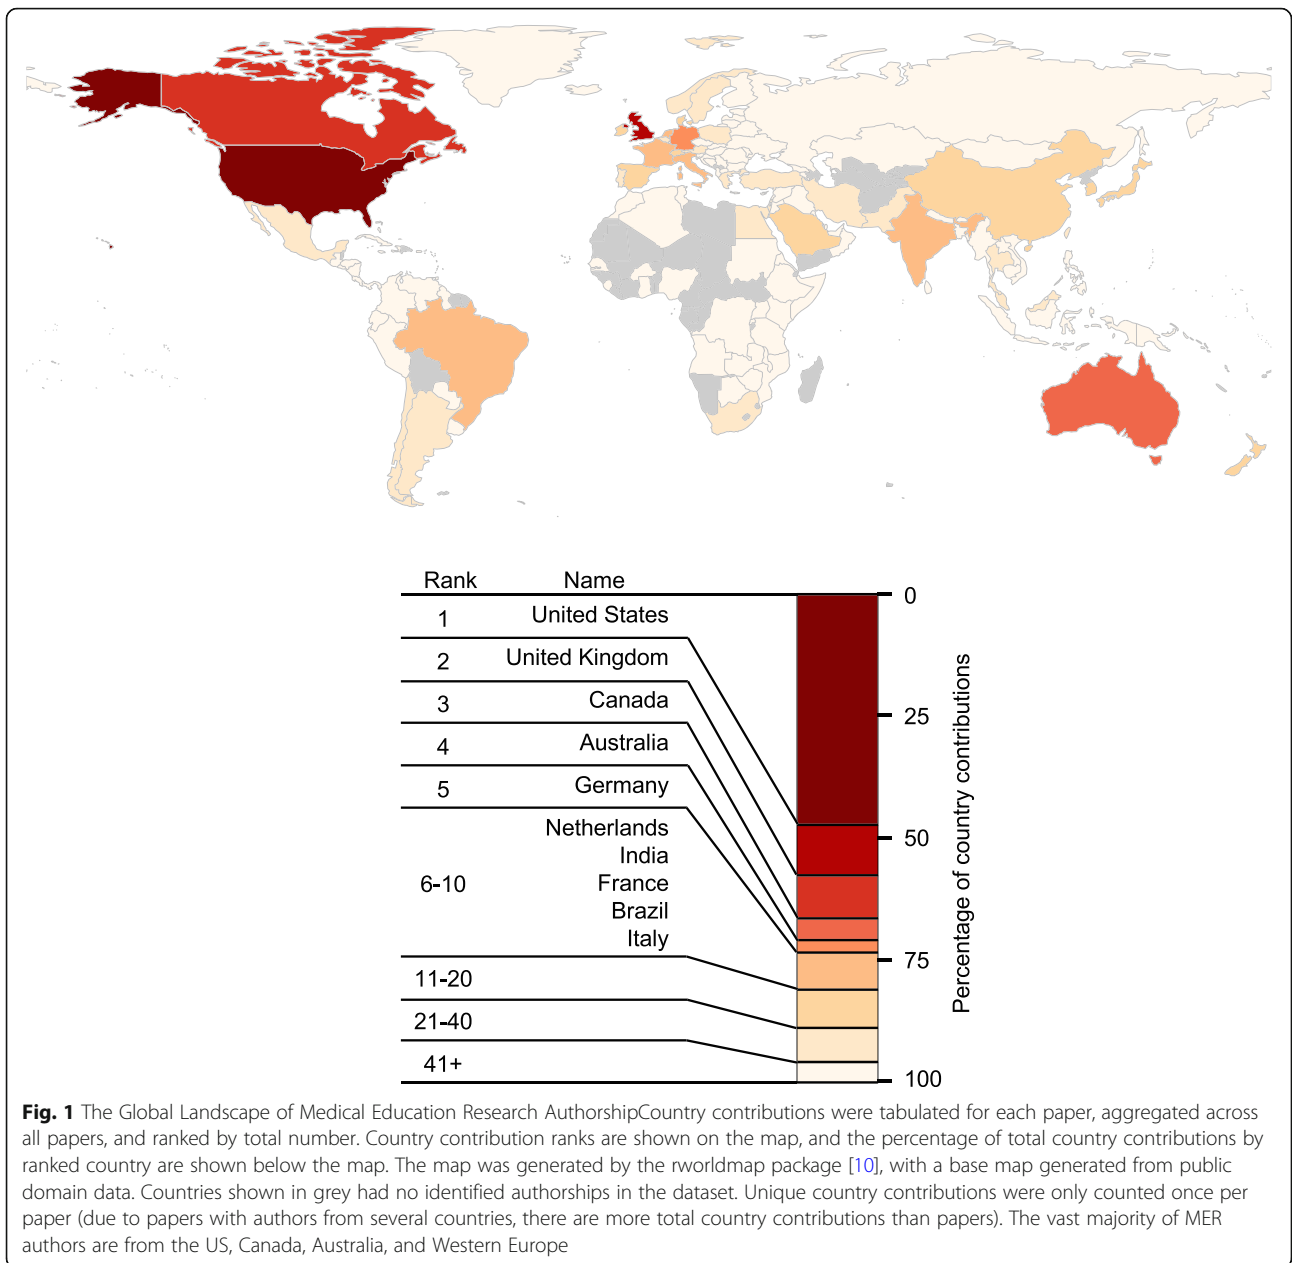 Rank Name
1 United States
2 United Kingdom
3 Canada
4 Australia
5 Germany
6-10
Netherlands
India
France
Brazil
Italy
11-20
21-40
41+
0
25
50
75
100
Percentage of country contributions
Fig. 1 The Global Landscape of Medical Education Research AuthorshipCountry contributions were tabulated for each paper, aggregated across
all papers, and ranked by total number. Country contribution ranks are shown on the map, and the percentage of total country contributions by
ranked country are shown below the map. The map was generated by the rworldmap package [10], with a base map generated from public
domain data. Countries shown in grey had no identified authorships in the dataset. Unique country contributions were only counted once per
paper (due to papers with authors from several countries, there are more total country contributions than papers). The vast majority of MER
authors are from the US, Canada, Australia, and Western Europe